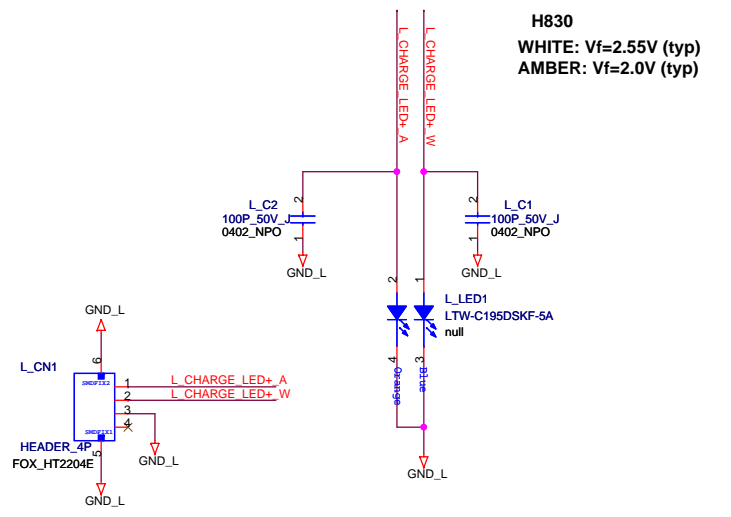 H830
WHITE: Vf=2.55V (typ)
AMBER: Vf=2.0V (typ)
L_CHARGE_LED+_A
L_CHARGE_LED+_W
2
L_C2
100P_50V_J
0402_NPO
1
GND_L
2
L_C1
100P_50V_J
0402_NPO
1
GND_L
2
1
L_LED1
LTW-C195DSKF-5A
null
4
3
Orange
Blue
GND_L
GND_L
L_CN1
6
SMDFIX2
1
L_CHARGE_LED+_A
2
L_CHARGE_LED+_W
3
4
SMDFIX1
HEADER_4P
5
FOX_HT2204E
GND_L
GND_L